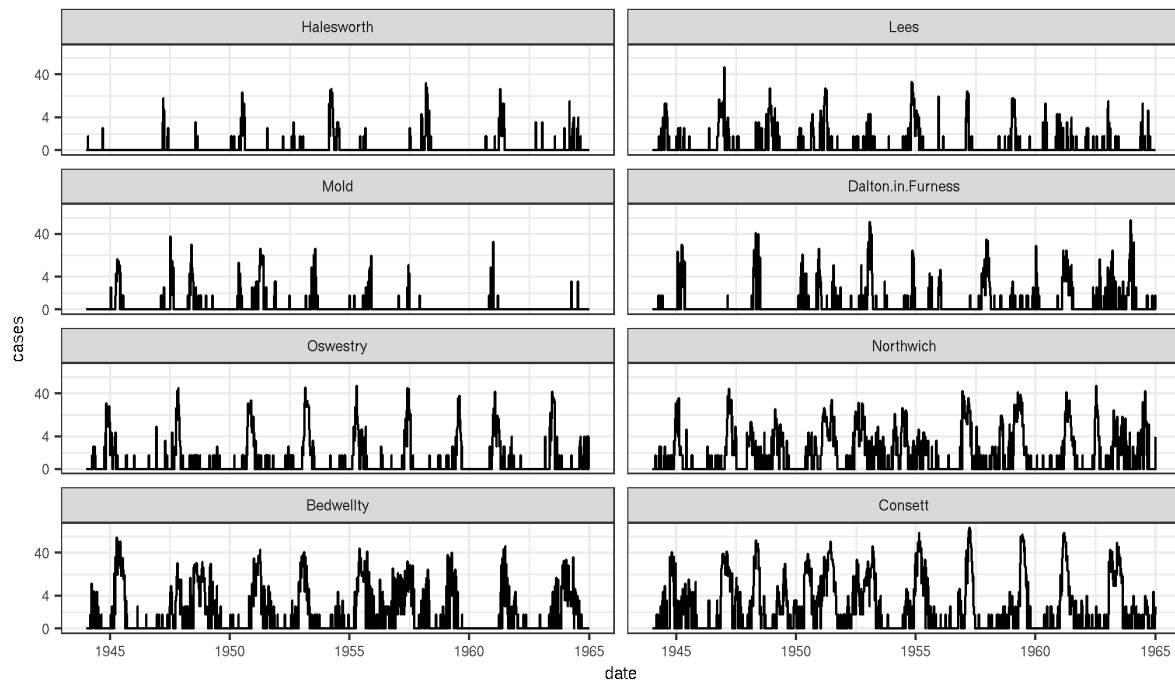 Halesworth
Lees
40
4
0
Mold
Dalton.in.Furness
40
4
0
Oswestry
Northwich
40
4
0
Bedwellty
Consett
40
4
0
cases
1945 1950 1955 1960 1965 1945 1950 1955 1960 1965
date